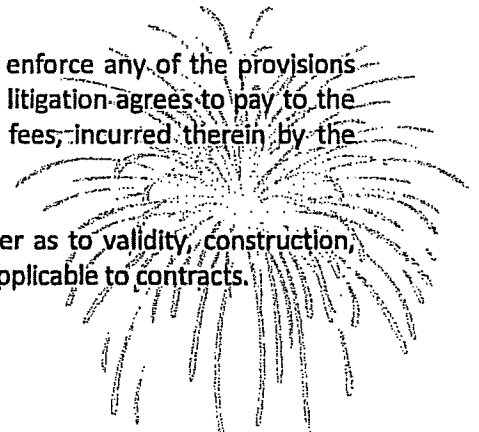 enforce any of the provisions
litigation agrees to pay to the
fees, incurred therein by the
er as to validity, construction,
pplicable to contracts.